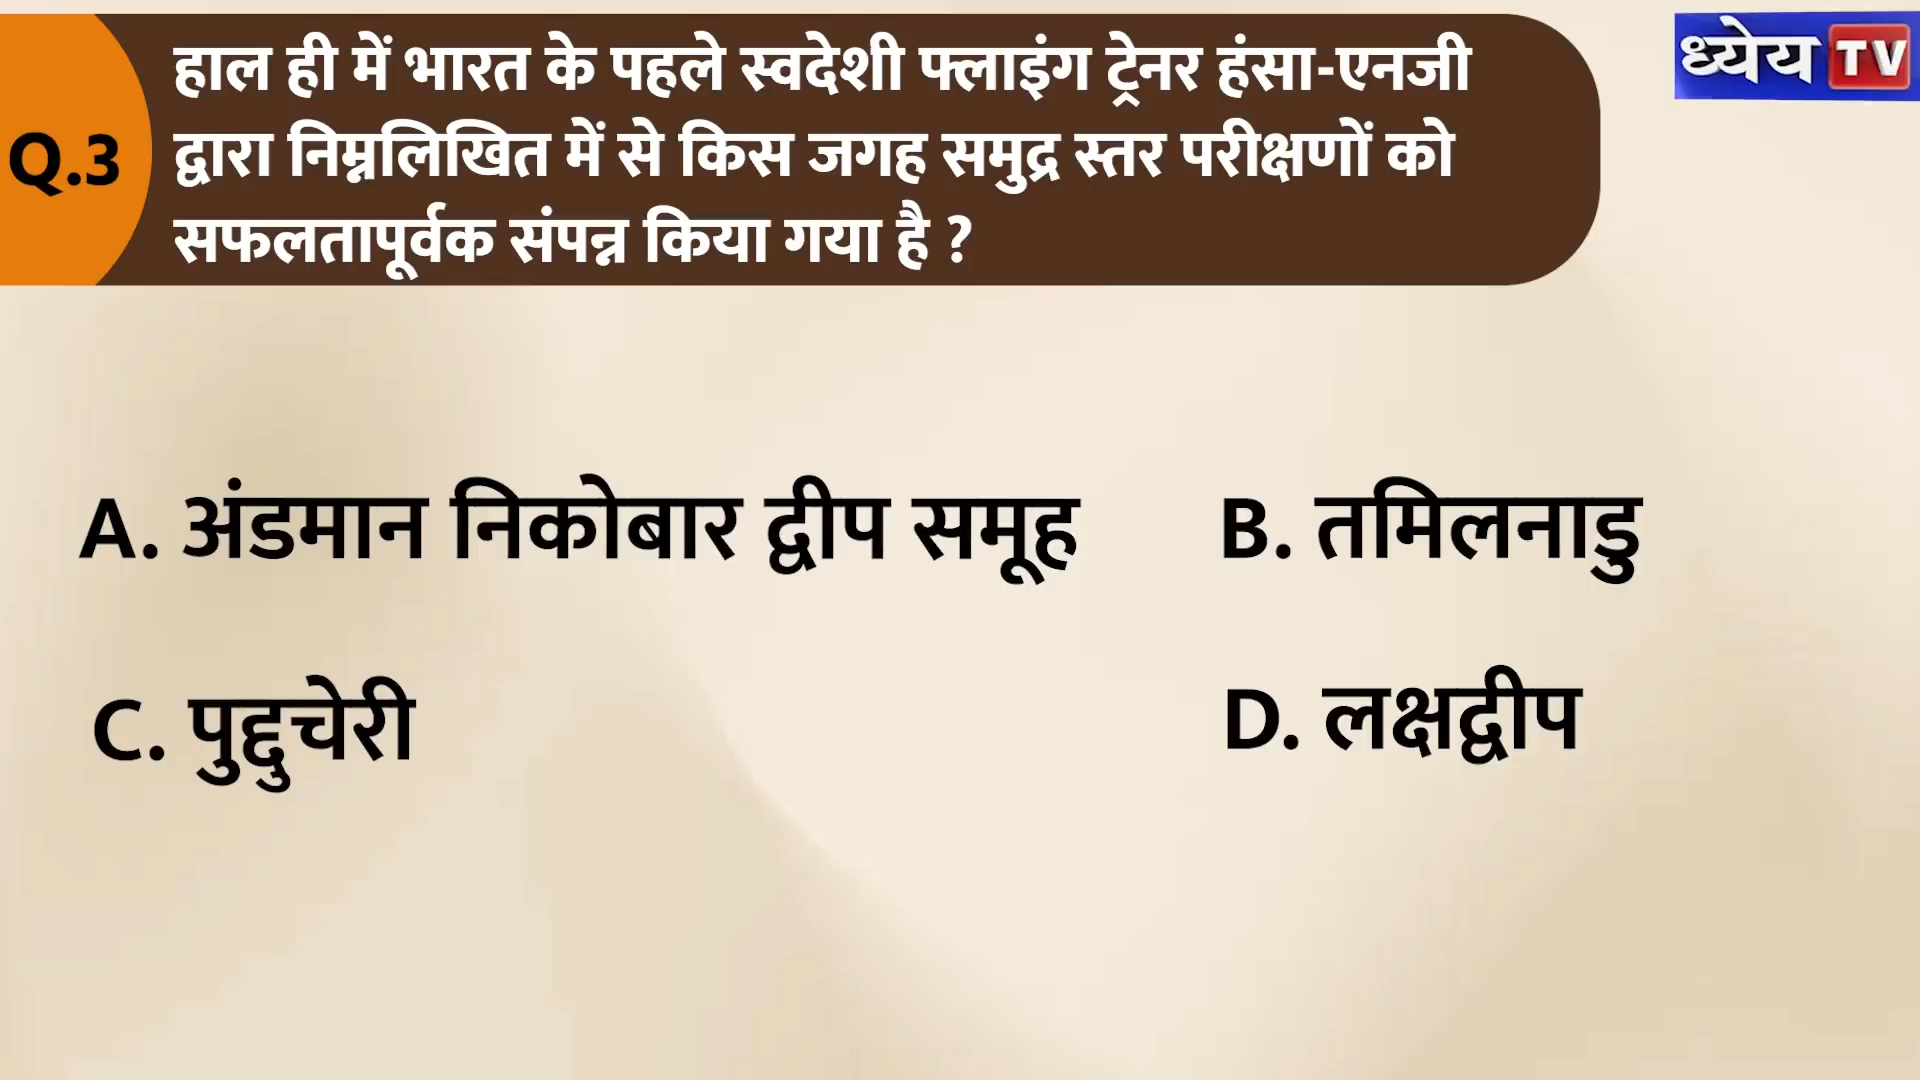 ध्येय TV
Q.3
हाल ही में भारत के पहले स्वदेशी फ्लाइंग ट्रेनर हंसा-एनजी
द्वारा निम्नलिखित में से किस जगह समुद्र स्तर परीक्षणों को
सफलतापूर्वक संपन्न किया गया है ?
A. अंडमान निकोबार द्वीप समूह
B. तमिलनाडु
C. पुद्दुचेरी
D. लक्षद्वीप